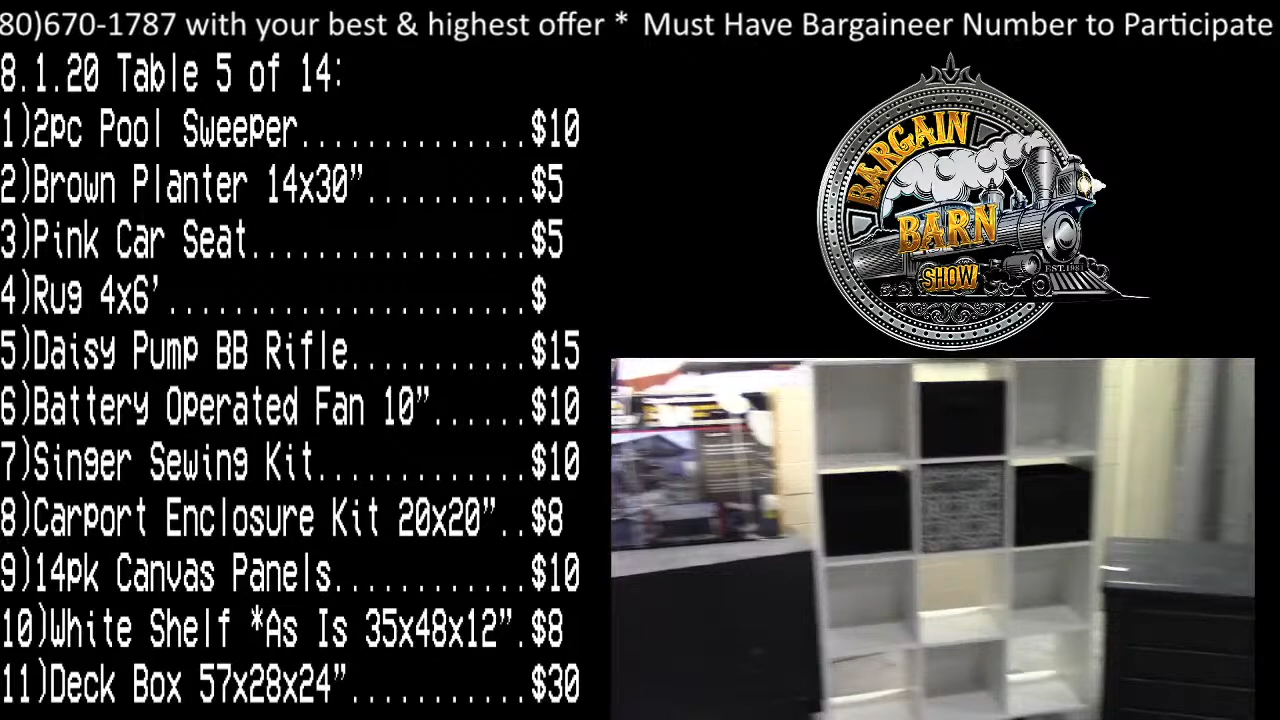 80)670-1787 with your best & highest offer * Must Have Bargaineer Number to Participate
8.1.20 Table 5 of 14:
1)2pc Pool Sweeper..............$10
2)Brown Planter 14x30”..........$5
3)Pink Car Seat.................$5
4)Rug 4x6’......................$
5)Daisy Pump BB Rifle...........$15
6)Battery Operated Fan 10”......$10
7)Singer Sewing Kit.............$10
8)Carport Enclosure Kit 20x20”..$8
9)14pk Canvas Panels............$10
10)White Shelf *As Is 35x48x12”.$8
11)Deck Box 57x28x24”...........$30
BARGAIN
BARN
SHOW